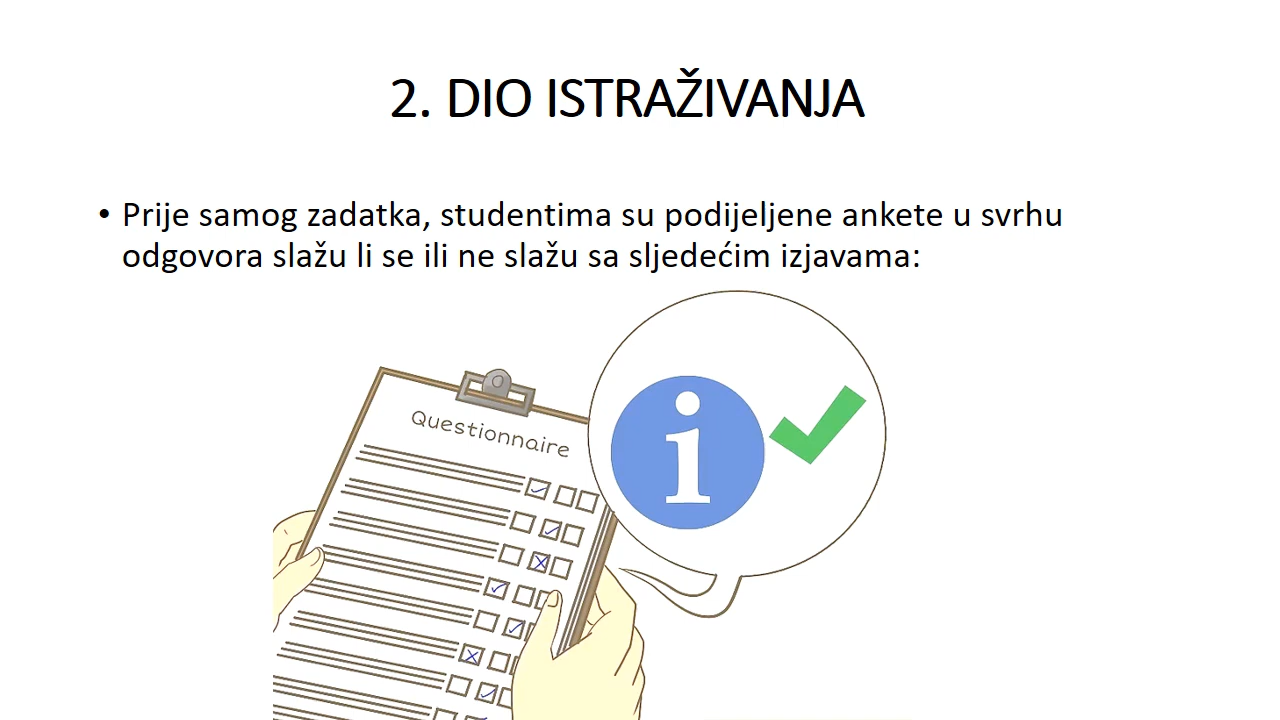 2. DIO ISTRAŽIVANJA
• Prije samog zadatka, studentima su podijeljene ankete u svrhu
odgovora slažu li se ili ne slažu sa sljedećim izjavama:
Questionnaire
i